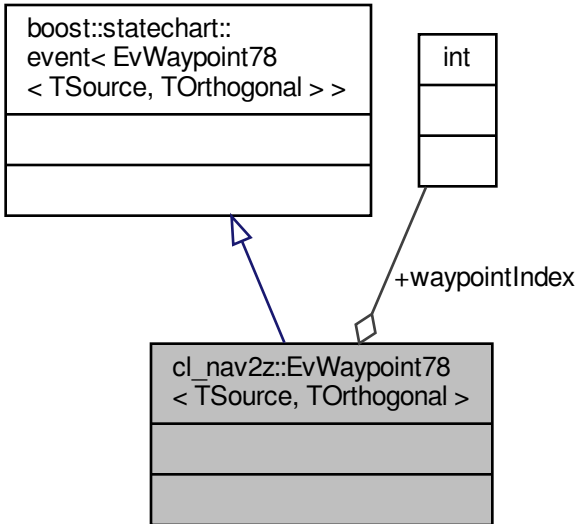 boost::statechart::
event< EvWaypoint78
< TSource, TOrthogonal > >
int
+waypointIndex
cl_nav2z::EvWaypoint78
< TSource, TOrthogonal >